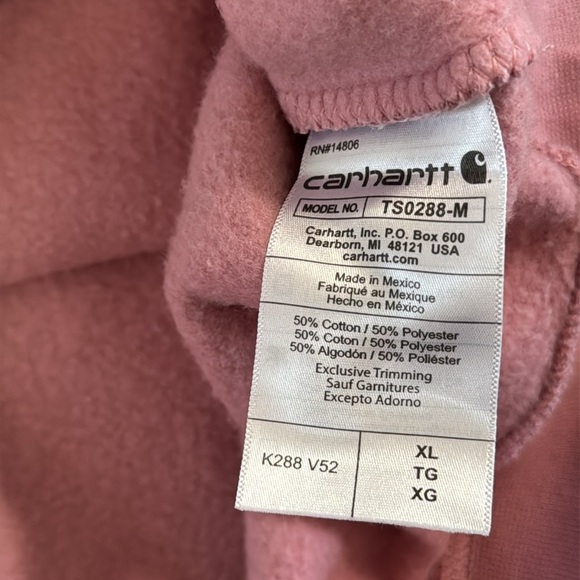 RN#14806
carhartt
MODEL NO. TS0288-M
Carhartt, Inc. P.O. Box 600
Dearborn, MI 48121 USA
carhartt.com
Made in Mexico
Fabriqué au Mexique
Hecho en México
50% Cotton / 50% Polyester
50% Coton / 50% Polyester
50% Algodón / 50% Poliéster
Exclusive Trimming
Sauf Garnitures
Excepto Adorno
K288 V52
XL
TG
XG